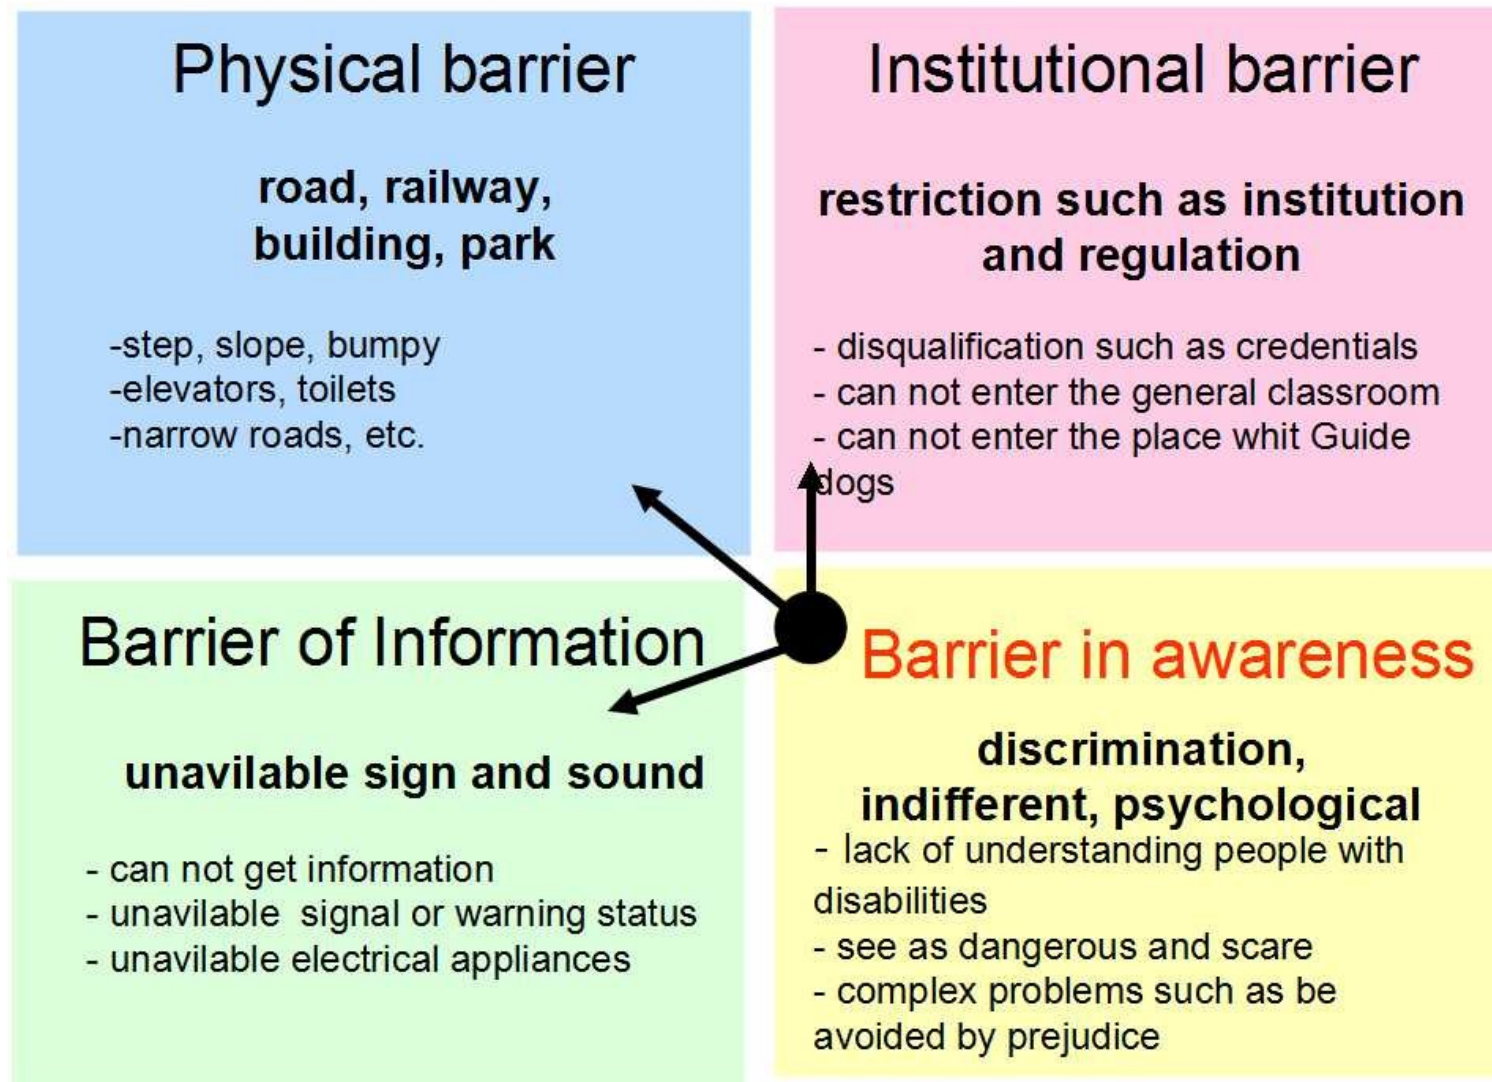 Physical barrier
road, railway,
building, park
-step, slope, bumpy
-elevators, toilets
-narrow roads, etc.
Institutional barrier
restriction such as institution
and regulation
- disqualification such as credentials
- can not enter the general classroom
- can not enter the place whit Guide
dogs
Barrier of Information
unavilable sign and sound
- can not get information
- unavilable  signal or warning status
- unavilable electrical appliances
Barrier in awareness
discrimination,
indifferent, psychological
- lack of understanding people with
disabilities
- see as dangerous and scare
- complex problems such as be
avoided by prejudice